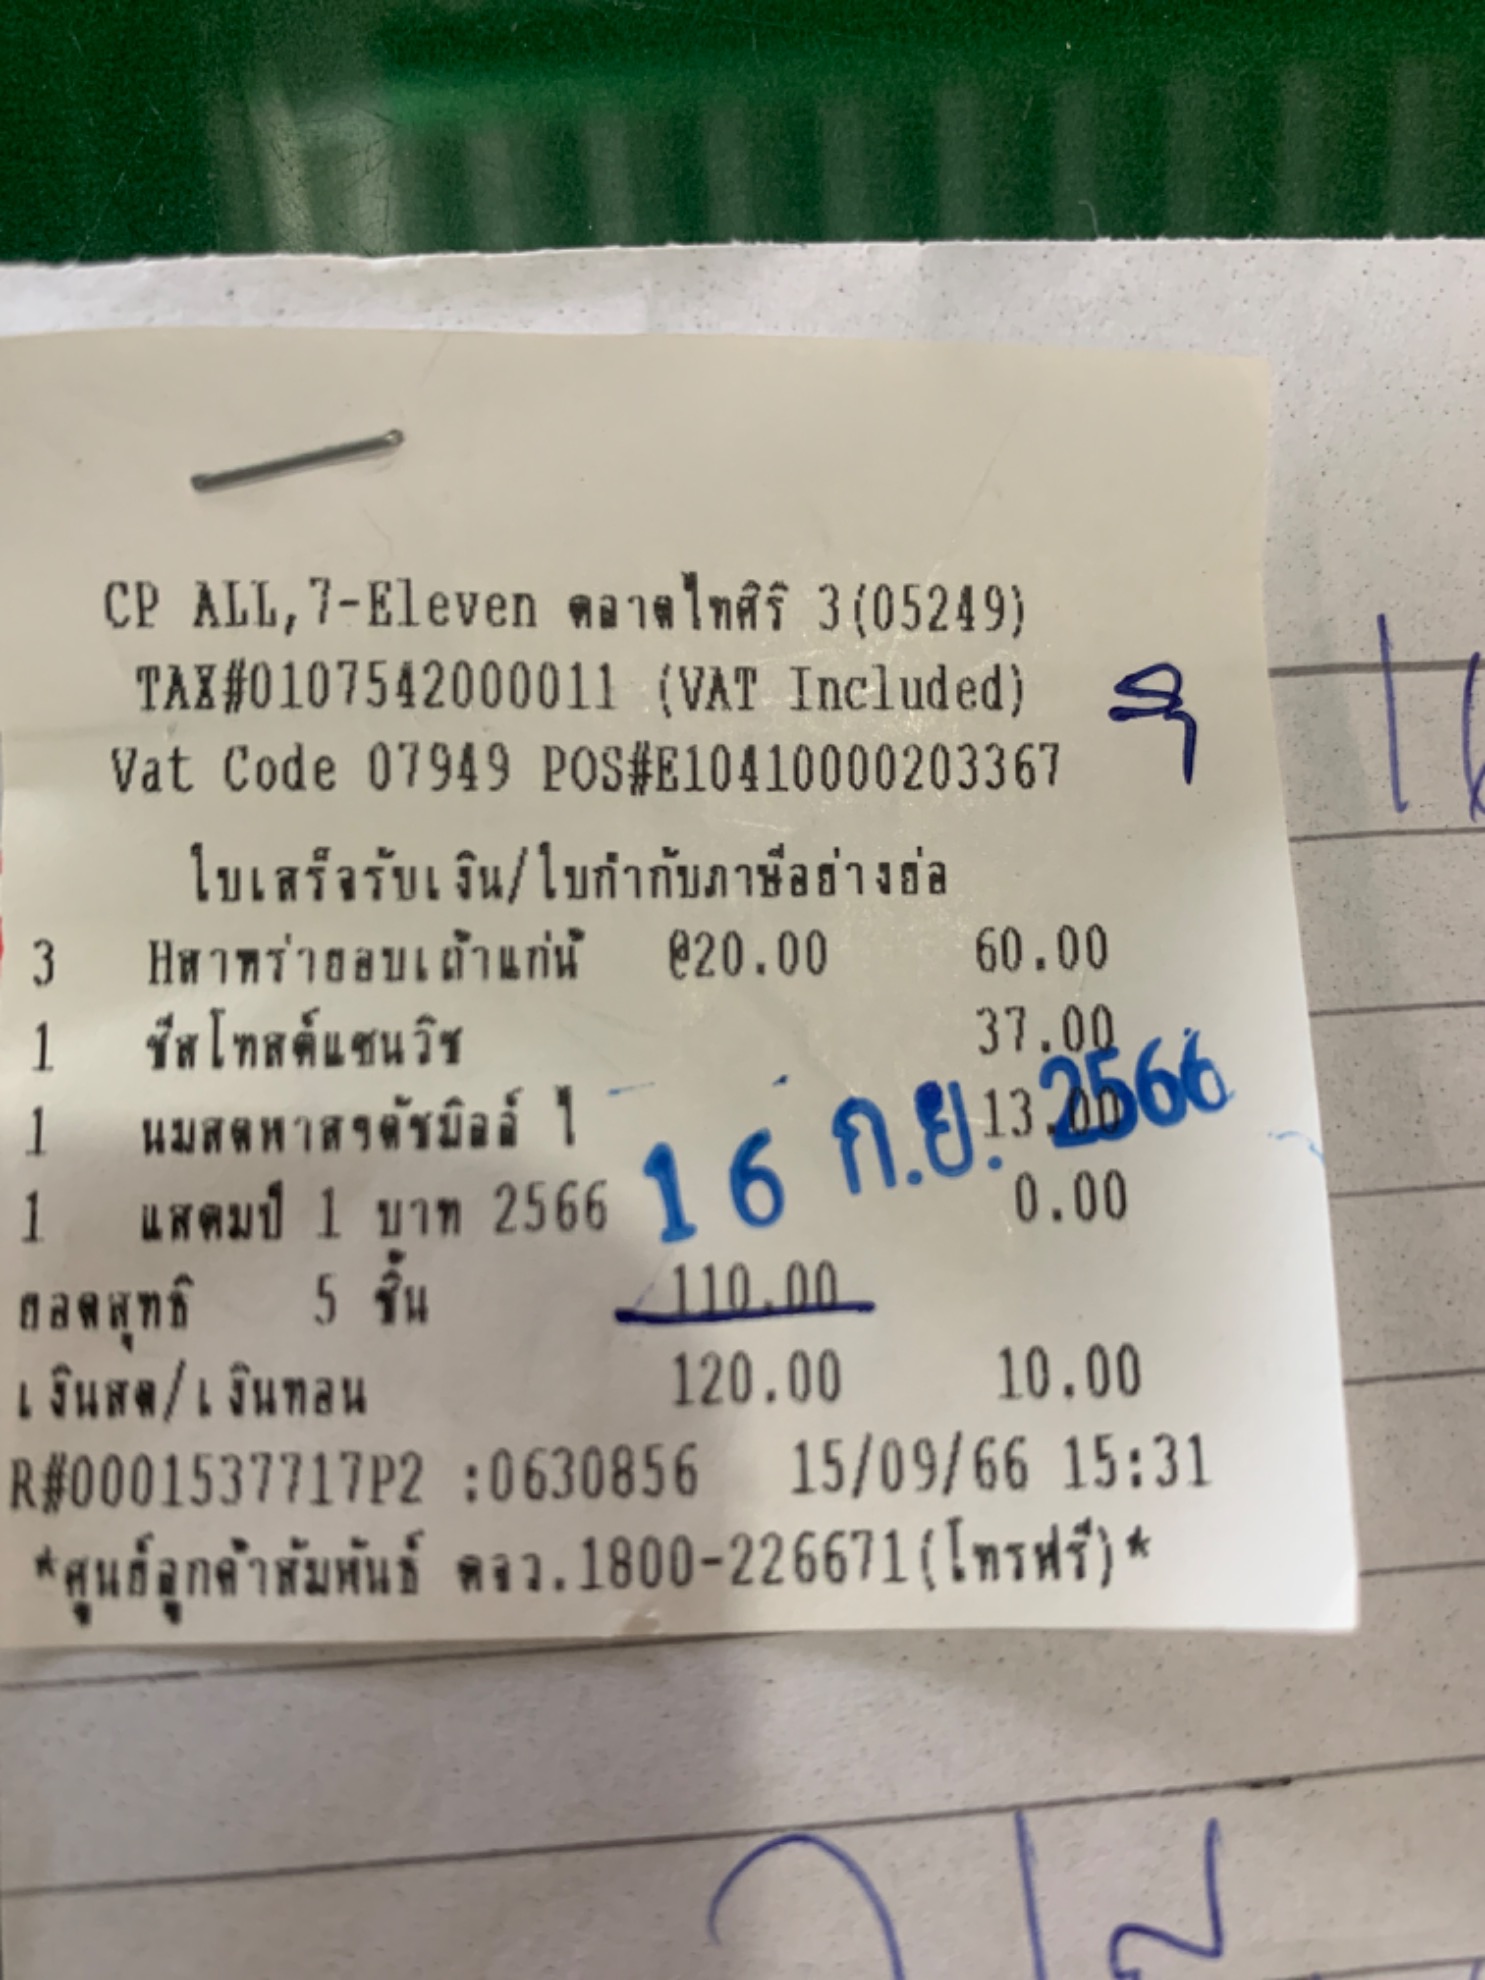 CP ALL,7-Eleven ตลาดไทศิริ 3(05249)
TAX#0107542000011 (VAT Included)
Vat Code 07949 POS#E10410000203367
ใบเสร็จรับเงิน/ใบกำกับภาษีอย่างย่อ
3 Hสาหร่ายอบเถ้าแก่น้ @20.00 60.00
1 ชีสโทสต์แซนวิช 37.00
1 นมสดพาสฯดัชมิลล์ ไ 13.00
16 ก.ย. 2566
1 แสตมป์ 1 บาท 2566 0.00
ยอดสุทธิ 5 ชิ้น 110.00
เงินสด/เงินทอน 120.00 10.00
R#0001537717P2 :0630856 15/09/66 15:31
*ศูนย์ลูกค้าสัมพันธ์ ตจว.1800-226671(โทรฟรี)*